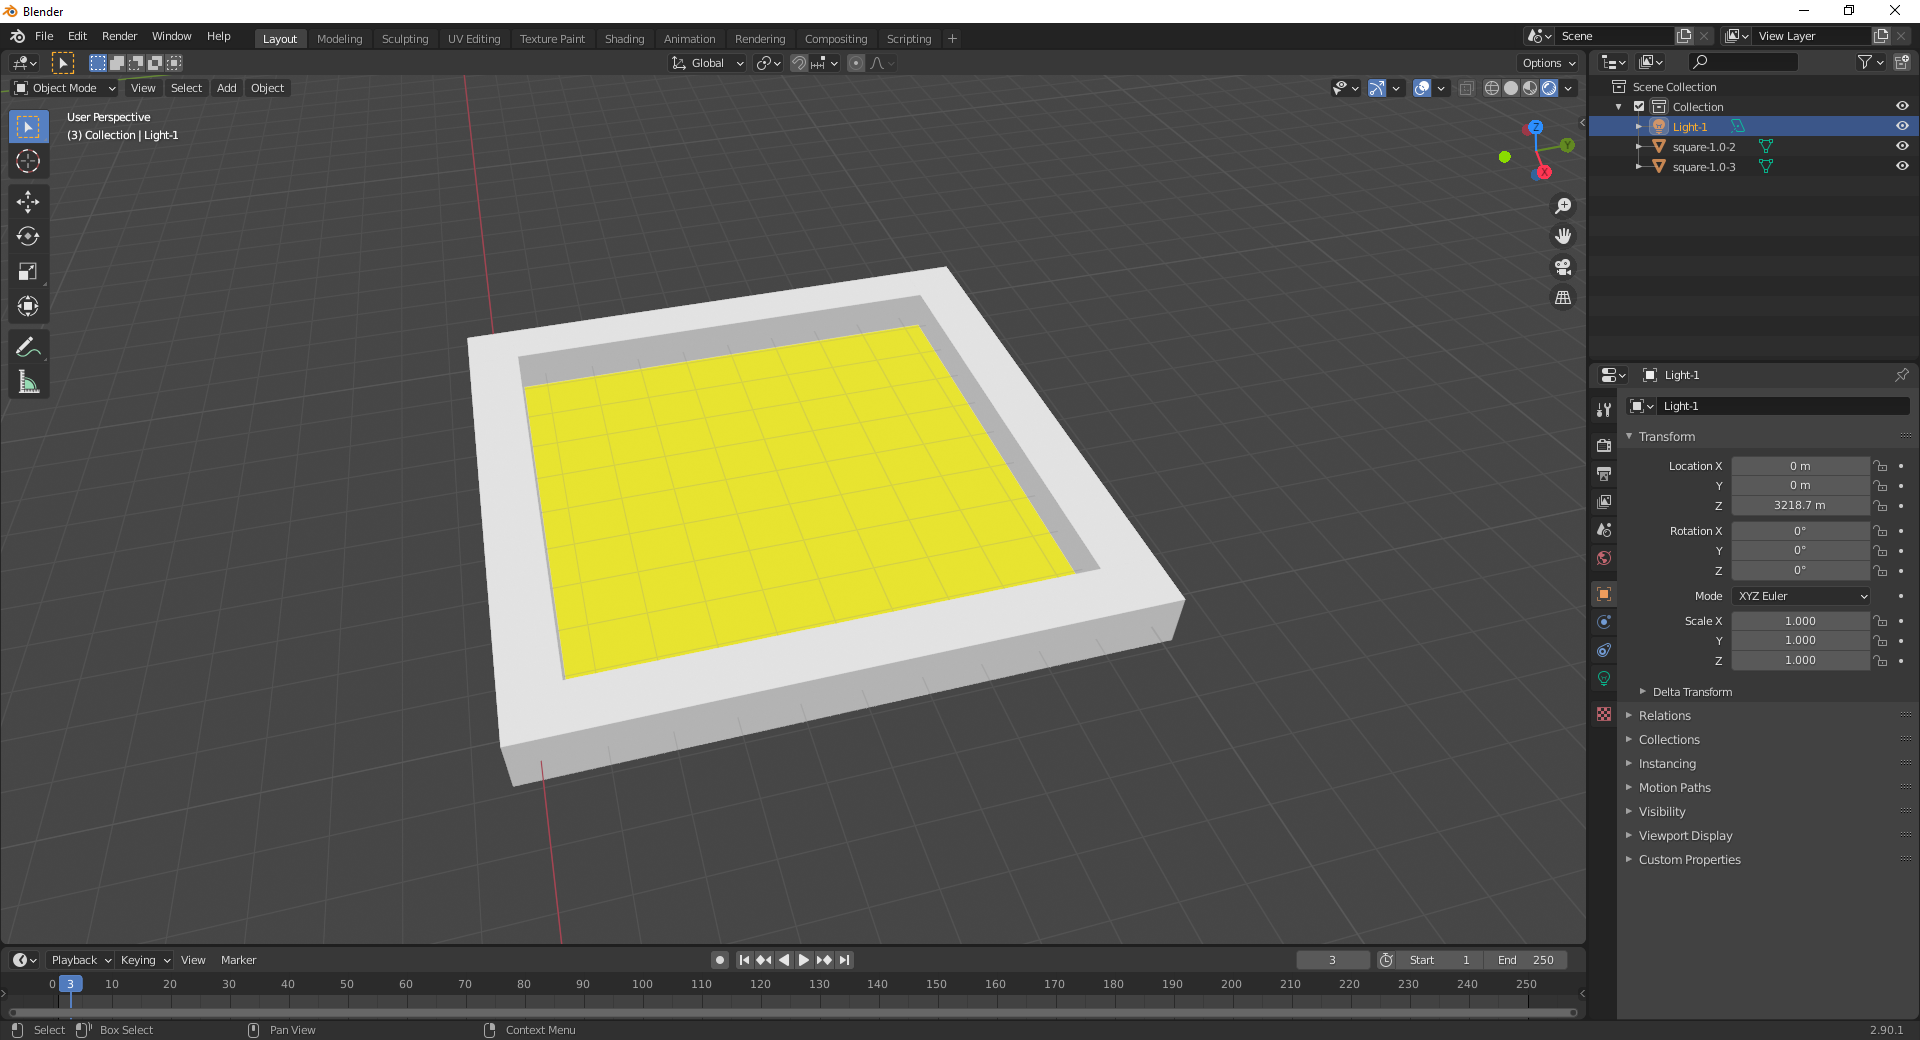 Blender
File Edit Render Window Help
Layout Modeling Sculpting UV Editing Texture Paint Shading Animation Rendering Compositing Scripting +
Scene
View Layer
Global
Options
Object Mode View Select Add Object
User Perspective
(3) Collection | Light-1
Z
Y
X
Scene Collection
Collection
Light-1
square-1.0-2
square-1.0-3
Light-1
Light-1
Transform
Location X 0 m
Y 0 m
Z 3218.7 m
Rotation X 0°
Y 0°
Z 0°
Mode XYZ Euler
Scale X 1.000
Y 1.000
Z 1.000
Delta Transform
Relations
Collections
Instancing
Motion Paths
Visibility
Viewport Display
Custom Properties
Playback Keying View Marker
3
Start 1
End 250
0 3 10 20 30 40 50 60 70 80 90 100 110 120 130 140 150 160 170 180 190 200 210 220 230 240 250
Select Box Select Pan View Context Menu
2.90.1